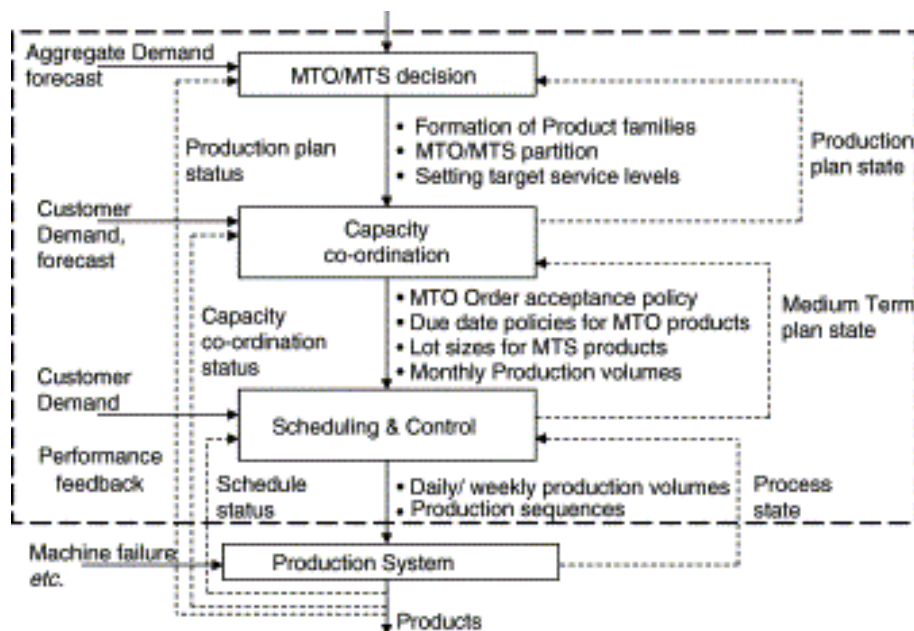 Aggregate Demand
forecast
MTO/MTS decision
• Formation of Product families
• MTO/MTS partition
• Setting target service levels
Production plan
status
Production
plan state
Customer
Demand,
forecast
Capacity
co-ordination
• MTO Order acceptance policy
• Due date policies for MTO products
• Lot sizes for MTS products
• Monthly Production volumes
Capacity
co-ordination
status
Medium Term
plan state
Customer
Demand
Scheduling & Control
Performance
feedback
Schedule
status
• Daily/ weekly production volumes
• Production sequences
Process
state
Machine failure
etc.
Production System
Products